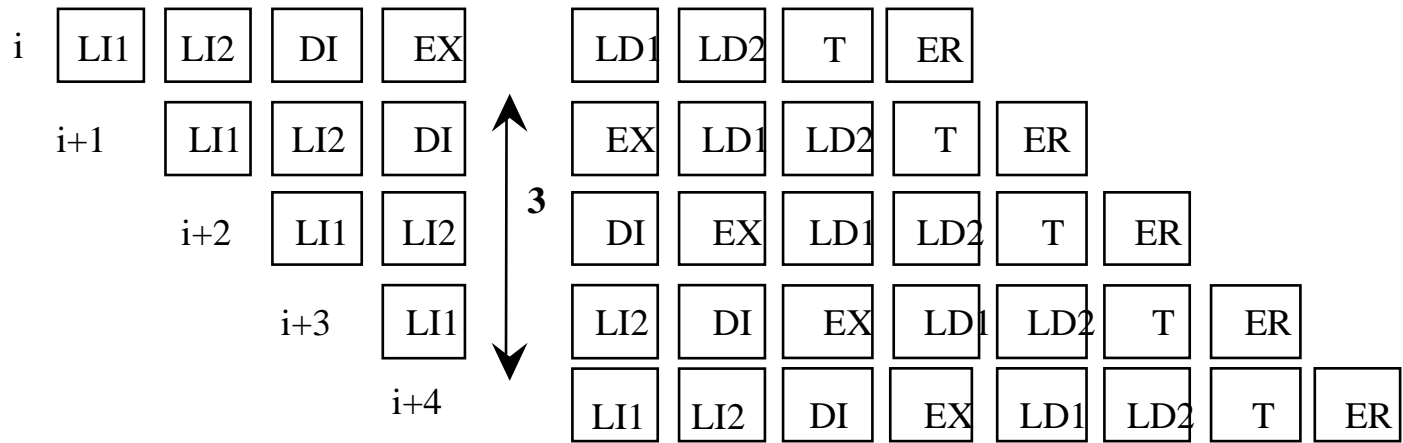 i LI1 LI2 DI EX LD1 LD2 T ER
i+1 LI1 LI2 DI EX LD1 LD2 T ER
3
i+2 LI1 LI2 DI EX LD1 LD2 T ER
i+3 LI1 LI2 DI EX LD1 LD2 T ER
i+4 LI1 LI2 DI EX LD1 LD2 T ER